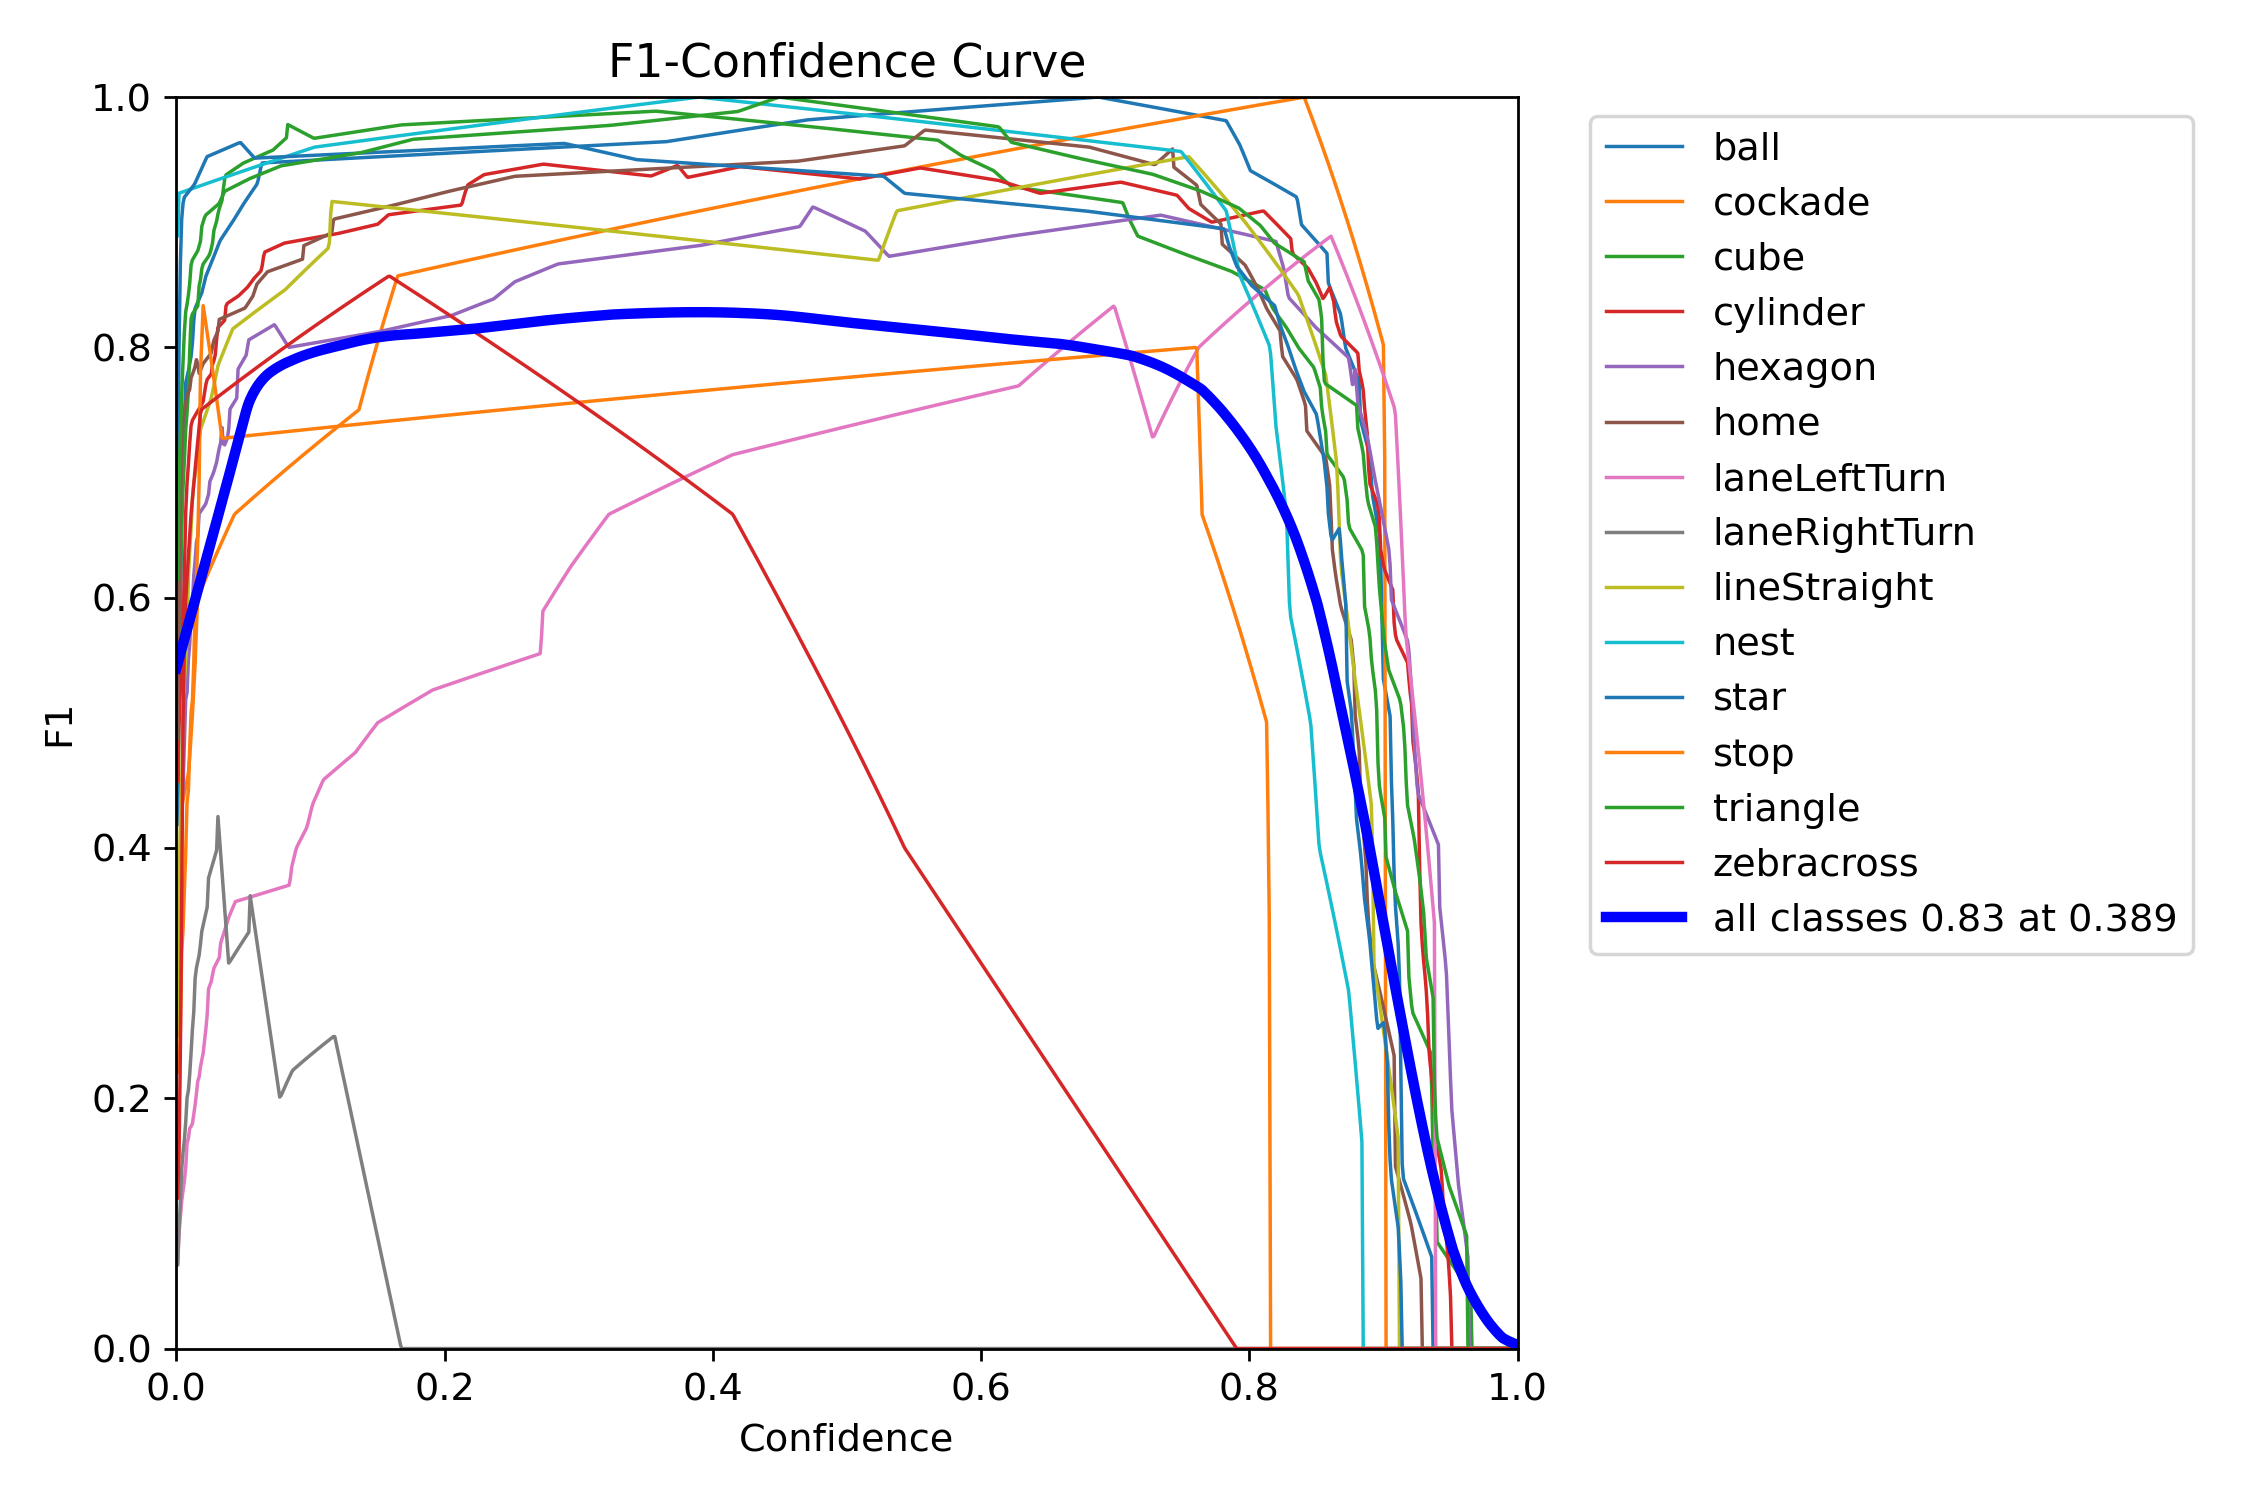 F1-Confidence Curve
1.0
0.8
0.6
0.4
0.2
0.0
F1
0.0 0.2 0.4 0.6 0.8 1.0
Confidence
ball
cockade
cube
cylinder
hexagon
home
laneLeftTurn
laneRightTurn
lineStraight
nest
star
stop
triangle
zebracross
all classes 0.83 at 0.389